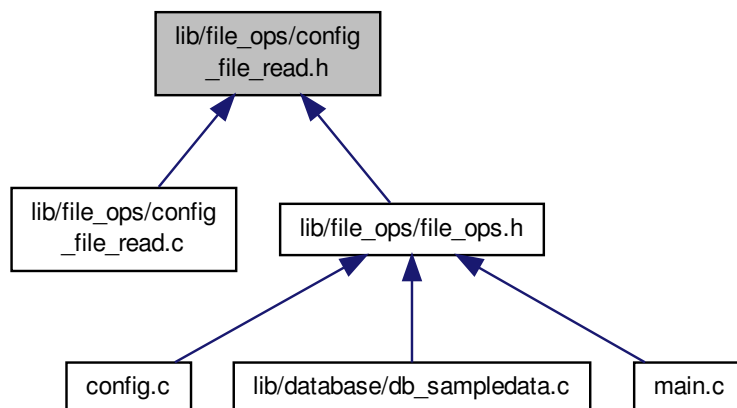 lib/file_ops/config
_file_read.h
lib/file_ops/config
_file_read.c
lib/file_ops/file_ops.h
config.c
lib/database/db_sampledata.c
main.c